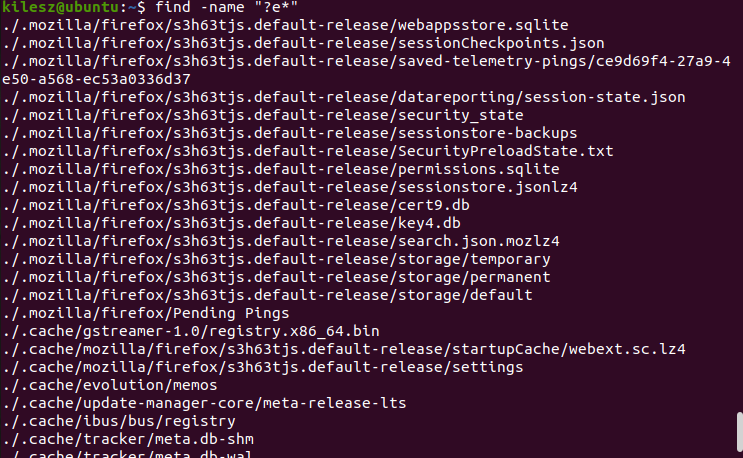 kilesz@ubuntu:~$ find -name "?e*"
./.mozilla/firefox/s3h63tjs.default-release/webappsstore.sqlite
./.mozilla/firefox/s3h63tjs.default-release/sessionCheckpoints.json
./.mozilla/firefox/s3h63tjs.default-release/saved-telemetry-pings/ce9d69f4-27a9-4
e50-a568-ec53a0336d37
./.mozilla/firefox/s3h63tjs.default-release/datareporting/session-state.json
./.mozilla/firefox/s3h63tjs.default-release/security_state
./.mozilla/firefox/s3h63tjs.default-release/sessionstore-backups
./.mozilla/firefox/s3h63tjs.default-release/SecurityPreloadState.txt
./.mozilla/firefox/s3h63tjs.default-release/permissions.sqlite
./.mozilla/firefox/s3h63tjs.default-release/sessionstore.jsonlz4
./.mozilla/firefox/s3h63tjs.default-release/cert9.db
./.mozilla/firefox/s3h63tjs.default-release/key4.db
./.mozilla/firefox/s3h63tjs.default-release/search.json.mozlz4
./.mozilla/firefox/s3h63tjs.default-release/storage/temporary
./.mozilla/firefox/s3h63tjs.default-release/storage/permanent
./.mozilla/firefox/s3h63tjs.default-release/storage/default
./.mozilla/firefox/Pending Pings
./.cache/gstreamer-1.0/registry.x86_64.bin
./.cache/mozilla/firefox/s3h63tjs.default-release/startupCache/webext.sc.lz4
./.cache/mozilla/firefox/s3h63tjs.default-release/settings
./.cache/evolution/memos
./.cache/update-manager-core/meta-release-lts
./.cache/ibus/bus/registry
./.cache/tracker/meta.db-shm
./.cache/tracker/meta.db-wal